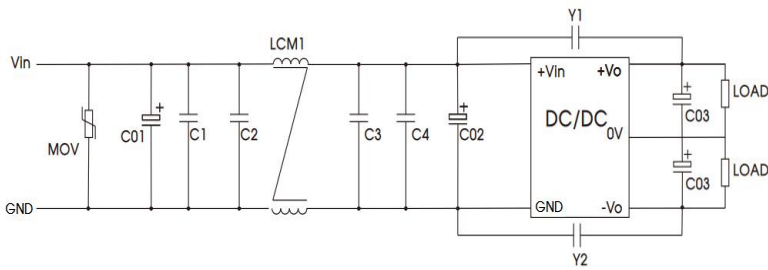 Y1
LCM1
Vin
+Vin
+Vo
MOV
+
C01
C1
C2
C3
C4
+
C02
DC/DC
0V
+
C03
LOAD
+
C03
LOAD
GND
GND
-Vo
Y2